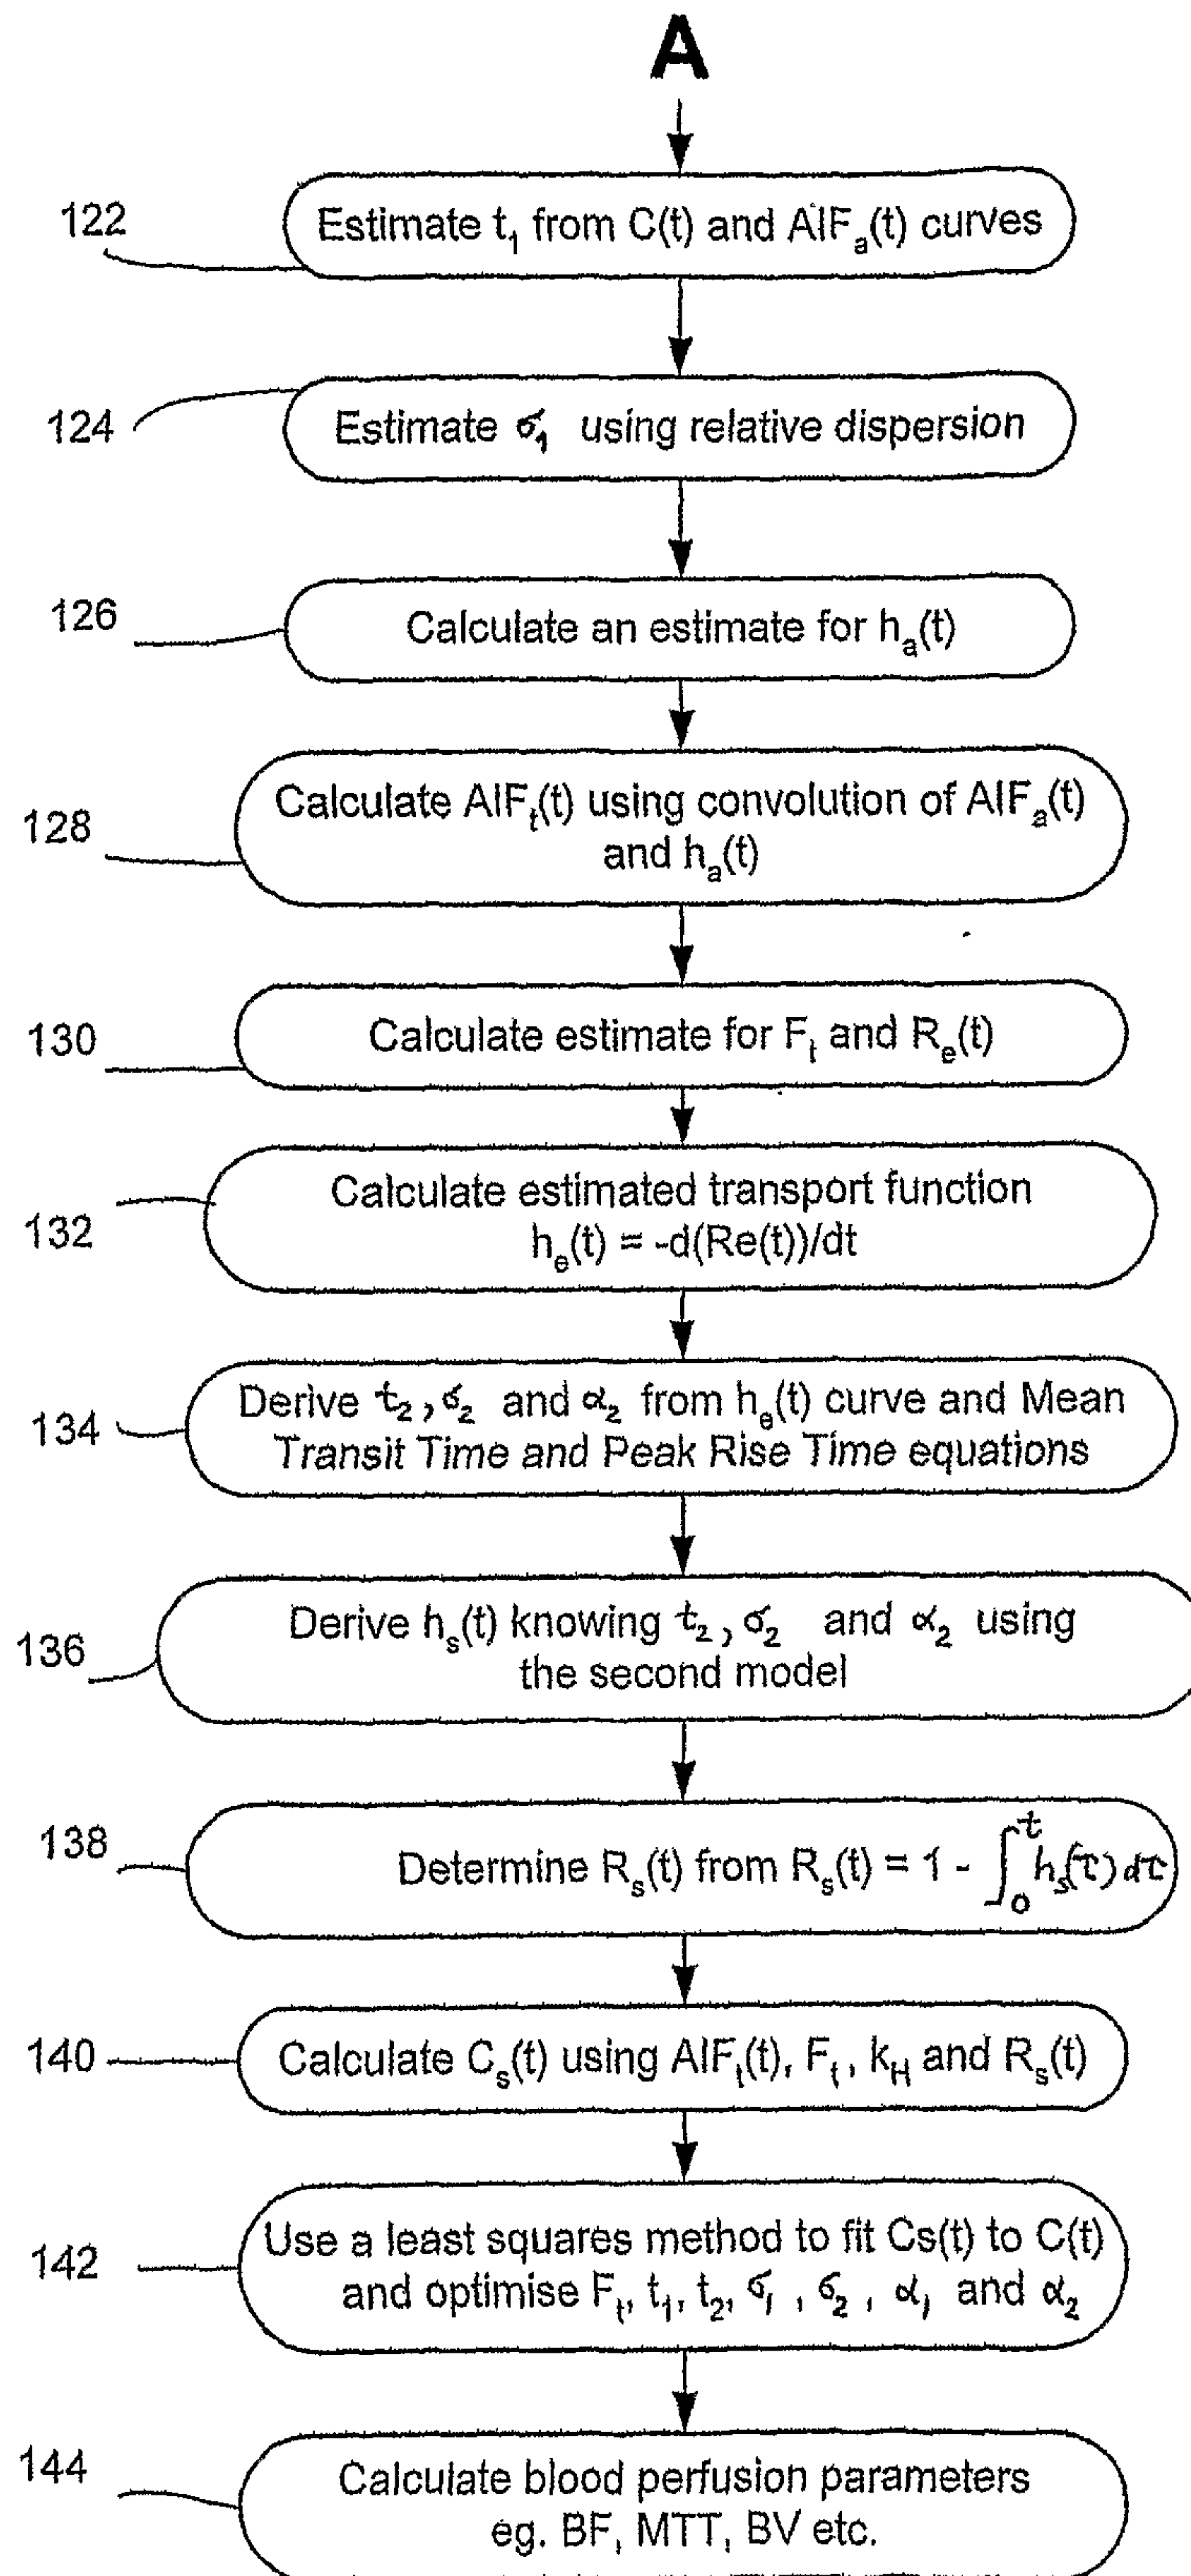 A
122
Estimate t₁ from C(t) and AIFₐ(t) curves
124
Estimate σ₁ using relative dispersion
126
Calculate an estimate for hₐ(t)
128
Calculate AIFₜ(t) using convolution of AIFₐ(t)
and hₐ(t)
130
Calculate estimate for Fₜ and Rₑ(t)
132
Calculate estimated transport function
hₑ(t) = -d(Re(t))/dt
134
Derive t₂, σ₂ and α₂ from hₑ(t) curve and Mean
Transit Time and Peak Rise Time equations
136
Derive hₛ(t) knowing t₂, σ₂ and α₂ using
the second model
138
Determine Rₛ(t) from Rₛ(t) = 1 - ∫₀ᵗ hₛ(τ) dτ
140
Calculate Cₛ(t) using AIFₜ(t), Fₜ, k_H and Rₛ(t)
142
Use a least squares method to fit Cs(t) to C(t)
and optimise Fₜ, t₁, t₂, σ₁, σ₂, α₁ and α₂
144
Calculate blood perfusion parameters
eg. BF, MTT, BV etc.